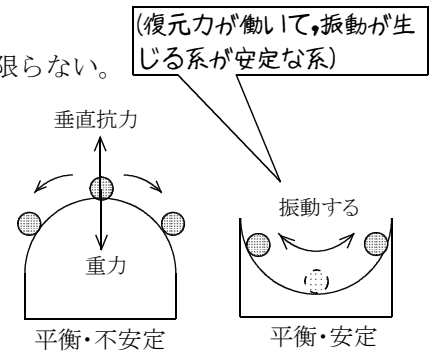 (復元力が働いて,振動が生
じる系が安定な系)
限らない。
垂直抗力
重力
平衡・不安定
振動する
平衡・安定